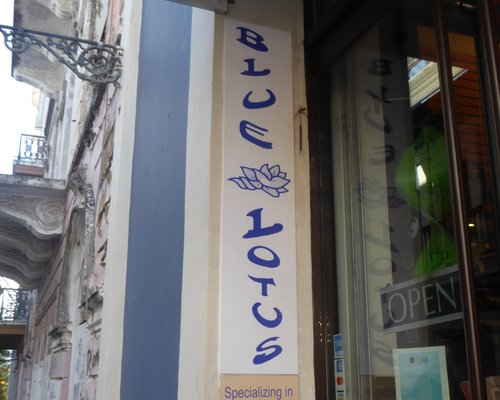 BLUE
LOTUS
Specializing in
OPEN